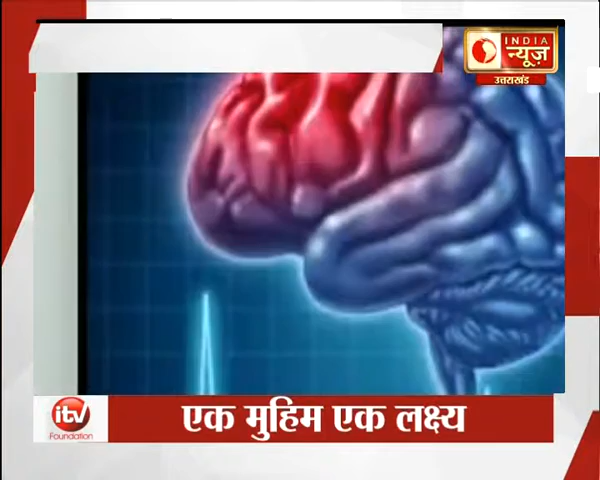 INDIA
न्यूज़
उत्तराखंड
itv
Foundation
एक मुहिम एक लक्ष्य